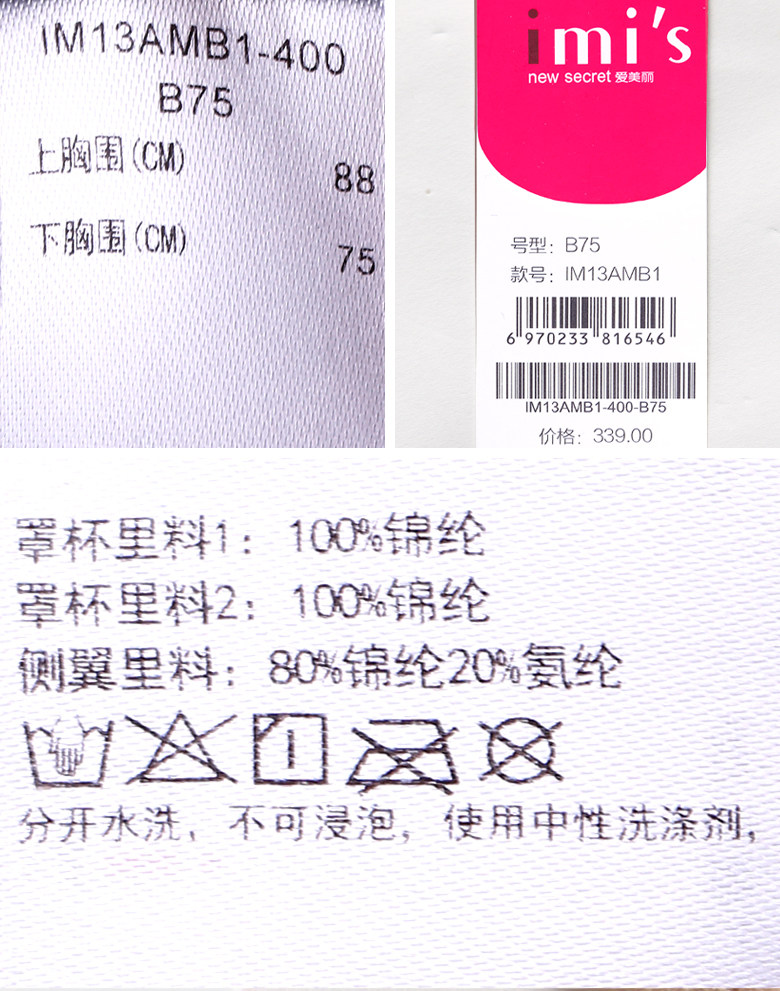 IM13AMB1-400
B75
上胸围(CM)
88
下胸围(CM)
75
imi's
new secret 爱美丽
号型：B75
款号：IM13AMB1
6 970233 816546
IM13AMB1-400-B75
价格：339.00
罩杯里料1：100%锦纶
罩杯里料2：100%锦纶
侧翼里料：80%锦纶20%氨纶
分开水洗，不可浸泡，使用中性洗涤剂，